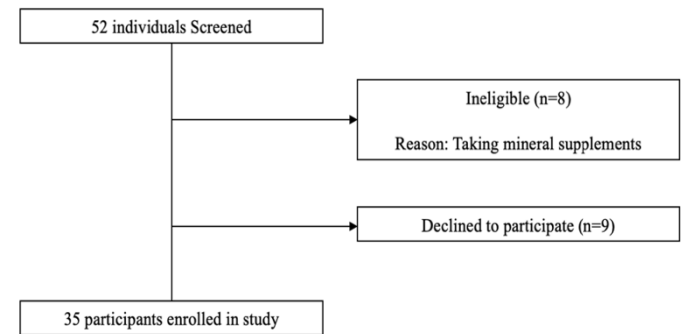 52 individuals Screened
Ineligible (n=8)
Reason: Taking mineral supplements
Declined to participate (n=9)
35 participants enrolled in study